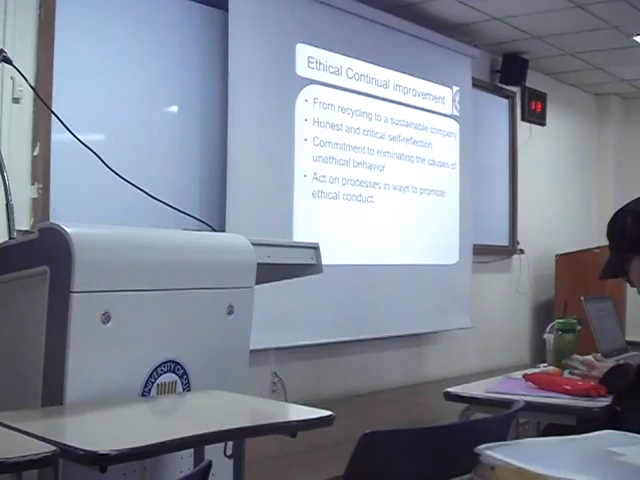 Ethical Continual improvement
• From recycling to a sustainable company
• Honest and critical self-reflection
• Commitment to eliminating the causes of
unethical behavior
• Act on processes in ways to promote
ethical conduct.
UNIVERSITY OF